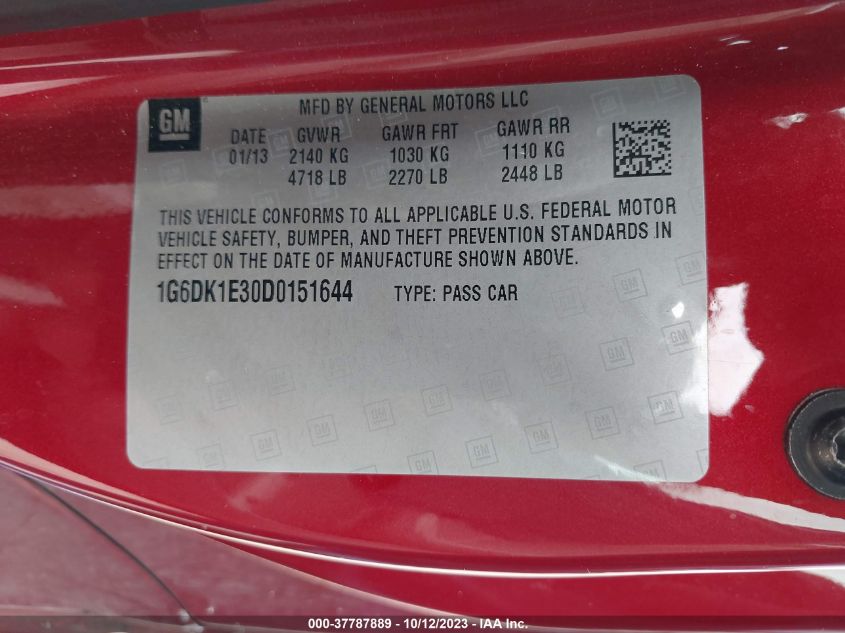 GM
MFD BY GENERAL MOTORS LLC
DATE GVWR GAWR FRT GAWR RR
01/13 2140 KG 1030 KG 1110 KG
4718 LB 2270 LB 2448 LB
THIS VEHICLE CONFORMS TO ALL APPLICABLE U.S. FEDERAL MOTOR
VEHICLE SAFETY, BUMPER, AND THEFT PREVENTION STANDARDS IN
EFFECT ON THE DATE OF MANUFACTURE SHOWN ABOVE.
1G6DK1E30D0151644 TYPE: PASS CAR
000-37787889 - 10/12/2023 - IAA Inc.